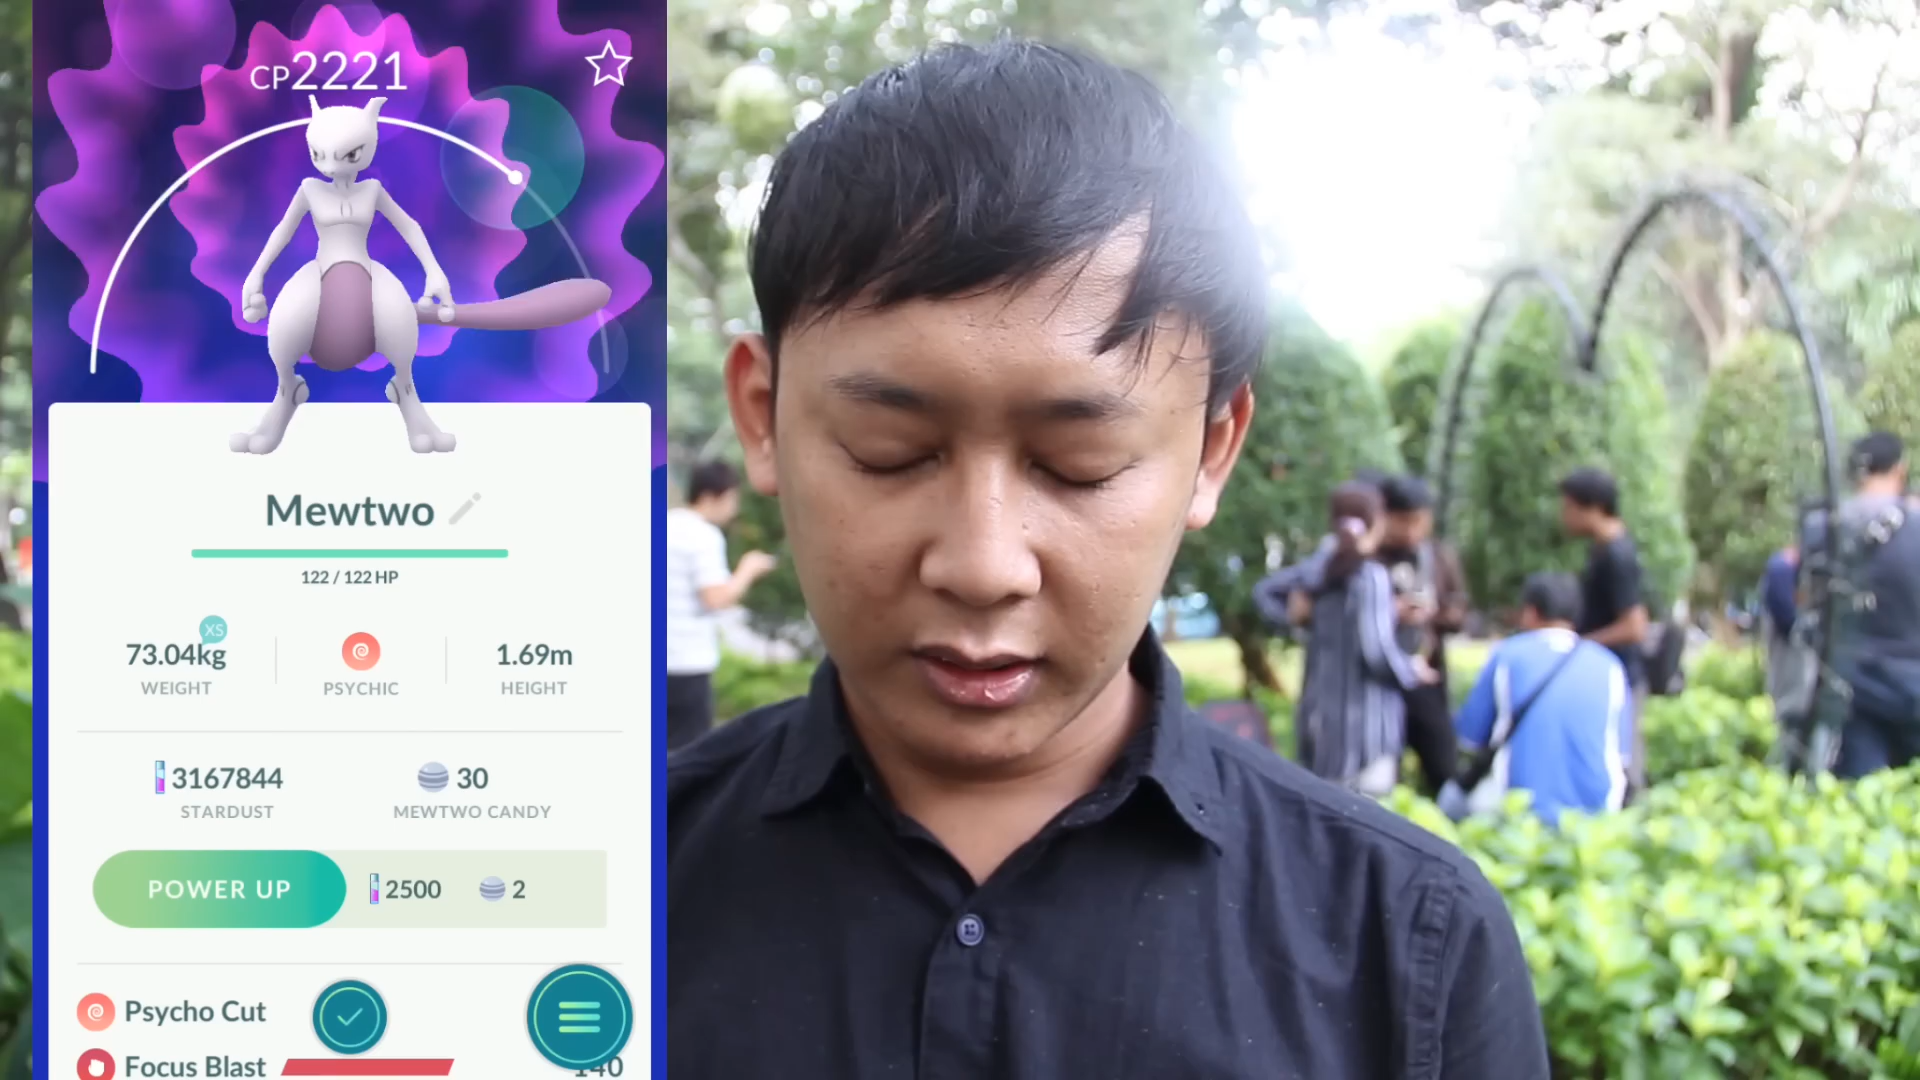 CP2221
Mewtwo
122 / 122 HP
XS
73.04kg
WEIGHT
PSYCHIC
1.69m
HEIGHT
3167844
STARDUST
30
MEWTWO CANDY
POWER UP
2500
2
Psycho Cut
Focus Blast
140